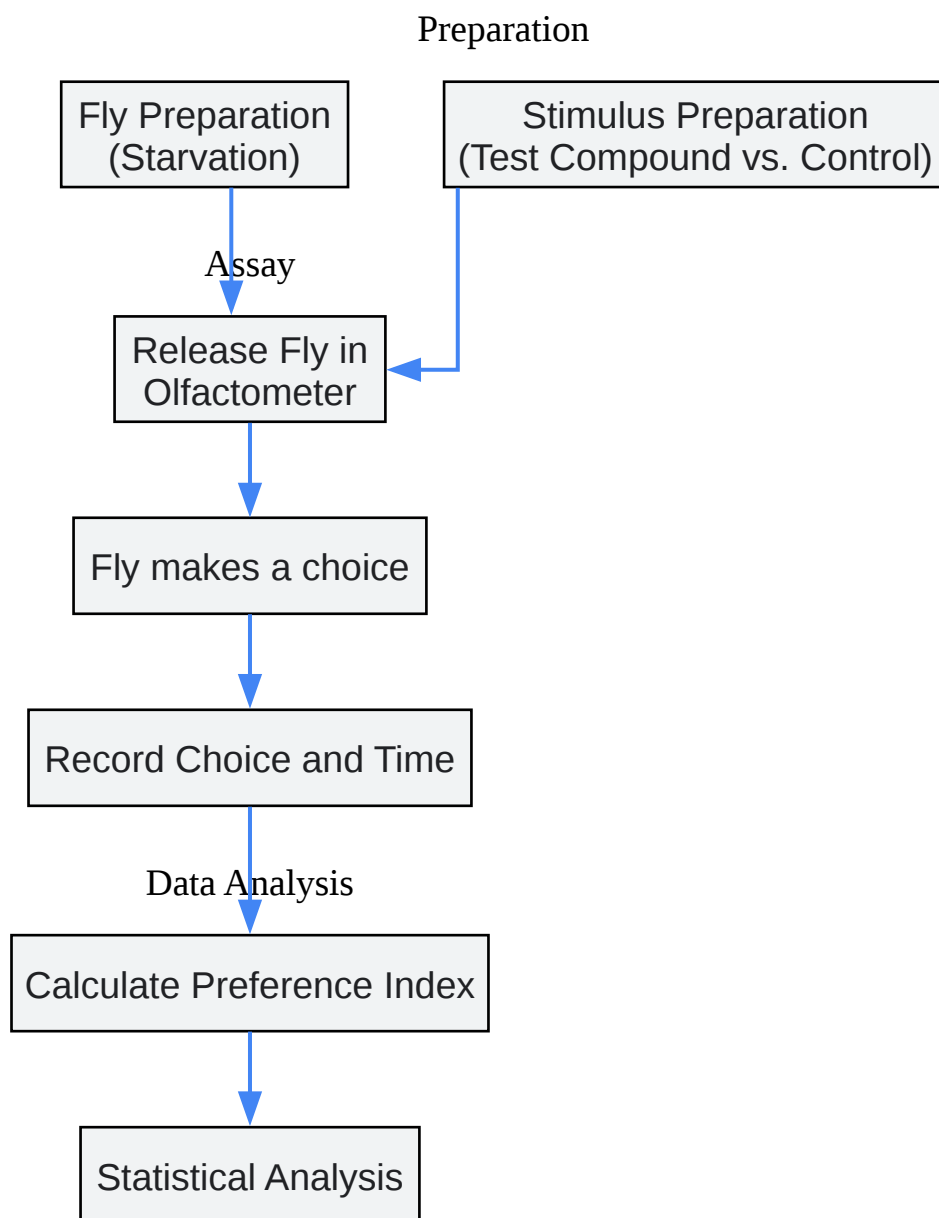 Preparation
Fly Preparation
(Starvation)
Stimulus Preparation
(Test Compound vs. Control)
Assay
Release Fly in
Olfactometer
Fly makes a choice
Record Choice and Time
Data Analysis
Calculate Preference Index
Statistical Analysis